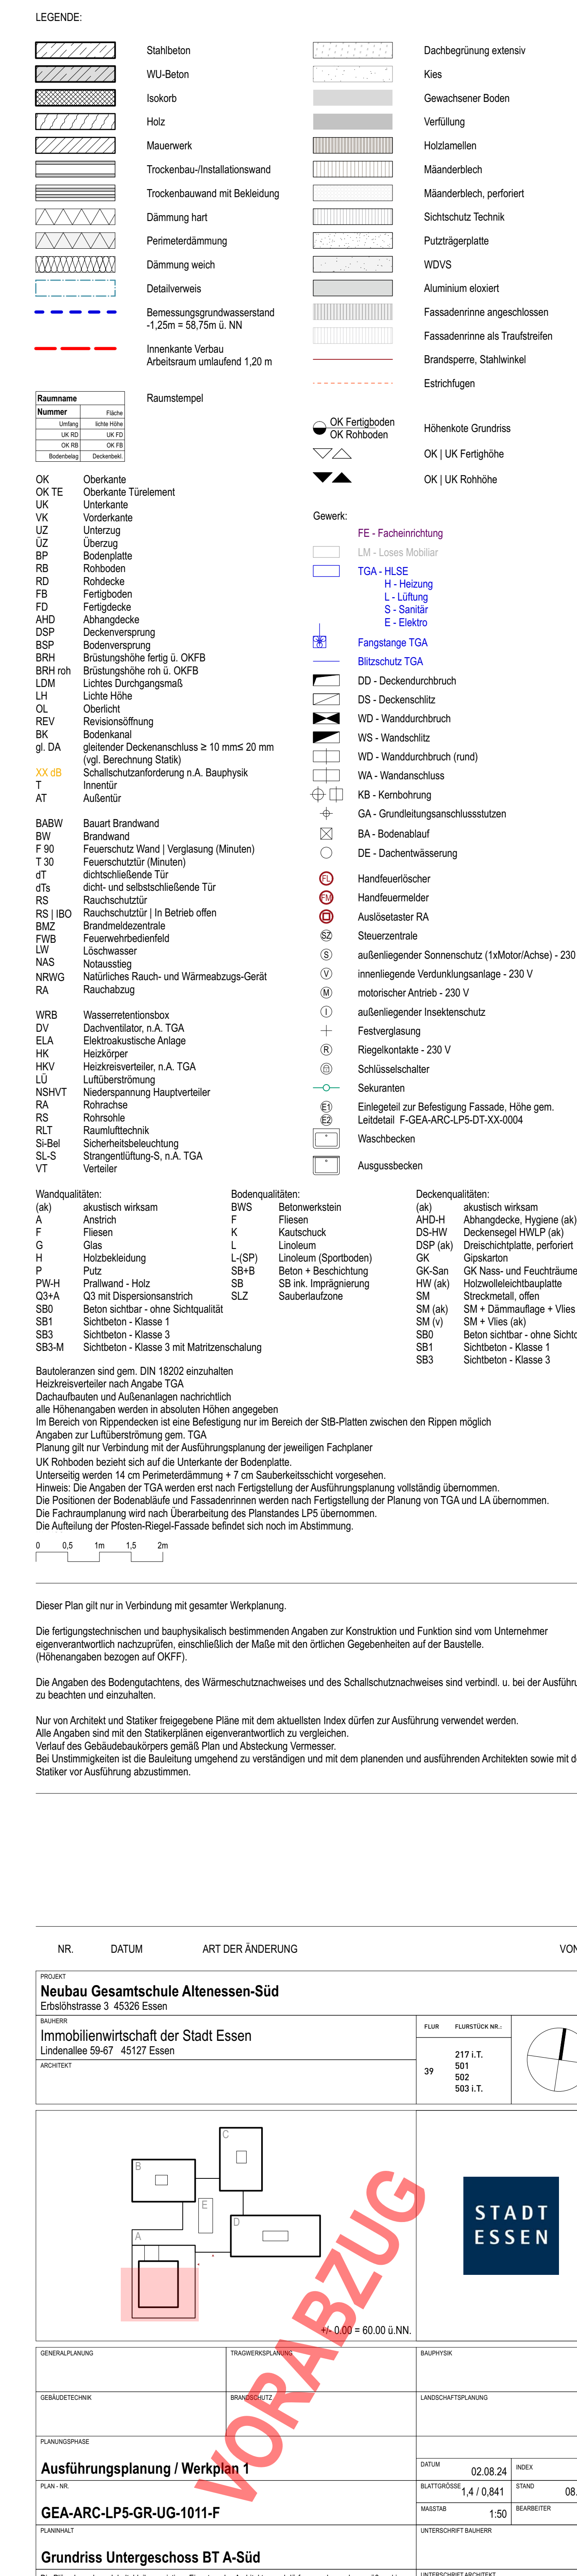 LEGENDE:
Stahlbeton
WU-Beton
Isokorb
Holz
Mauerwerk
Trockenbau-/Installationswand
Trockenbauwand mit Bekleidung
Dämmung hart
Perimeterdämmung
Dämmung weich
Detailverweis
Bemessungsgrundwasserstand
-1,25m = 58,75m ü. NN
Innenkante Verbau
Arbeitsraum umlaufend 1,20 m
Raumname
Nummer Fläche
Umfang lichte Höhe
UK RD UK FD
OK RB OK FB
Bodenbelag Deckenbekl.
Raumstempel
Dachbegrünung extensiv
Kies
Gewachsener Boden
Verfüllung
Holzlamellen
Mäanderblech
Mäanderblech, perforiert
Sichtschutz Technik
Putzträgerplatte
WDVS
Aluminium eloxiert
Fassadenrinne angeschlossen
Fassadenrinne als Traufstreifen
Brandsperre, Stahlwinkel
Estrichfugen
OK Fertigboden
OK Rohboden
Höhenkote Grundriss
OK | UK Fertighöhe
OK | UK Rohhöhe
OK Oberkante
OK TE Oberkante Türelement
UK Unterkante
VK Vorderkante
UZ Unterzug
ÜZ Überzug
BP Bodenplatte
RB Rohboden
RD Rohdecke
FB Fertigboden
FD Fertigdecke
AHD Abhangdecke
DSP Deckenversprung
BSP Bodenversprung
BRH Brüstungshöhe fertig ü. OKFB
BRH roh Brüstungshöhe roh ü. OKFB
LDM Lichtes Durchgangsmaß
LH Lichte Höhe
OL Oberlicht
REV Revisionsöffnung
BK Bodenkanal
gl. DA gleitender Deckenanschluss ≥ 10 mm≤ 20 mm
(vgl. Berechnung Statik)
XX dB Schallschutzanforderung n.A. Bauphysik
T Innentür
AT Außentür
BABW Bauart Brandwand
BW Brandwand
F 90 Feuerschutz Wand | Verglasung (Minuten)
T 30 Feuerschutztür (Minuten)
dT dichtschließende Tür
dTs dicht- und selbstschließende Tür
RS Rauchschutztür
RS | IBO Rauchschutztür | In Betrieb offen
BMZ Brandmeldezentrale
FWB Feuerwehrbedienfeld
LW Löschwasser
NAS Notausstieg
NRWG Natürliches Rauch- und Wärmeabzugs-Gerät
RA Rauchabzug
WRB Wasserretentionsbox
DV Dachventilator, n.A. TGA
ELA Elektroakustische Anlage
HK Heizkörper
HKV Heizkreisverteiler, n.A. TGA
LÜ Luftüberströmung
NSHVT Niederspannung Hauptverteiler
RA Rohrachse
RS Rohrsohle
RLT Raumlufttechnik
Si-Bel Sicherheitsbeleuchtung
SL-S Strangentlüftung-S, n.A. TGA
VT Verteiler
Gewerk:
FE - Facheinrichtung
LM - Loses Mobiliar
TGA - HLSE
H - Heizung
L - Lüftung
S - Sanitär
E - Elektro
Fangstange TGA
Blitzschutz TGA
DD - Deckendurchbruch
DS - Deckenschlitz
WD - Wanddurchbruch
WS - Wandschlitz
WD - Wanddurchbruch (rund)
WA - Wandanschluss
KB - Kernbohrung
GA - Grundleitungsanschlussstutzen
BA - Bodenablauf
DE - Dachentwässerung
FL Handfeuerlöscher
FM Handfeuermelder
Auslösetaster RA
SZ Steuerzentrale
S außenliegender Sonnenschutz (1xMotor/Achse) - 230
V innenliegende Verdunklungsanlage - 230 V
M motorischer Antrieb - 230 V
I außenliegender Insektenschutz
Festverglasung
R Riegelkontakte - 230 V
Schlüsselschalter
Sekuranten
E1 Einlegeteil zur Befestigung Fassade, Höhe gem.
E2 Leitdetail F-GEA-ARC-LP5-DT-XX-0004
Waschbecken
Ausgussbecken
Wandqualitäten:
(ak) akustisch wirksam
A Anstrich
F Fliesen
G Glas
H Holzbekleidung
P Putz
PW-H Prallwand - Holz
Q3+A Q3 mit Dispersionsanstrich
SB0 Beton sichtbar - ohne Sichtqualität
SB1 Sichtbeton - Klasse 1
SB3 Sichtbeton - Klasse 3
SB3-M Sichtbeton - Klasse 3 mit Matritzenschalung
Bodenqualitäten:
BWS Betonwerkstein
F Fliesen
K Kautschuck
L Linoleum
L-(SP) Linoleum (Sportboden)
SB+B Beton + Beschichtung
SB SB ink. Imprägnierung
SLZ Sauberlaufzone
Deckenqualitäten:
(ak) akustisch wirksam
AHD-H Abhangdecke, Hygiene (ak)
DS-HW Deckensegel HWLP (ak)
DSP (ak) Dreischichtplatte, perforiert
GK Gipskarton
GK-San GK Nass- und Feuchträume
HW (ak) Holzwolleleichtbauplatte
SM Streckmetall, offen
SM (ak) SM + Dämmauflage + Vlies
SM (v) SM + Vlies (ak)
SB0 Beton sichtbar - ohne Sichtq
SB1 Sichtbeton - Klasse 1
SB3 Sichtbeton - Klasse 3
Bautoleranzen sind gem. DIN 18202 einzuhalten
Heizkreisverteiler nach Angabe TGA
Dachaufbauten und Außenanlagen nachrichtlich
alle Höhenangaben werden in absoluten Höhen angegeben
Im Bereich von Rippendecken ist eine Befestigung nur im Bereich der StB-Platten zwischen den Rippen möglich
Angaben zur Luftüberströmung gem. TGA
Planung gilt nur Verbindung mit der Ausführungsplanung der jeweiligen Fachplaner
UK Rohboden bezieht sich auf die Unterkante der Bodenplatte.
Unterseitig werden 14 cm Perimeterdämmung + 7 cm Sauberkeitsschicht vorgesehen.
Hinweis: Die Angaben der TGA werden erst nach Fertigstellung der Ausführungsplanung vollständig übernommen.
Die Positionen der Bodenabläufe und Fassadenrinnen werden nach Fertigstellung der Planung von TGA und LA übernommen.
Die Fachraumplanung wird nach Überarbeitung des Planstandes LP5 übernommen.
Die Aufteilung der Pfosten-Riegel-Fassade befindet sich noch im Abstimmung.
0 0,5 1m 1,5 2m
Dieser Plan gilt nur in Verbindung mit gesamter Werkplanung.
Die fertigungstechnischen und bauphysikalisch bestimmenden Angaben zur Konstruktion und Funktion sind vom Unternehmer
eigenverantwortlich nachzuprüfen, einschließlich der Maße mit den örtlichen Gegebenheiten auf der Baustelle.
(Höhenangaben bezogen auf OKFF).
Die Angaben des Bodengutachtens, des Wärmeschutznachweises und des Schallschutznachweises sind verbindl. u. bei der Ausführu
zu beachten und einzuhalten.
Nur von Architekt und Statiker freigegebene Pläne mit dem aktuellsten Index dürfen zur Ausführung verwendet werden.
Alle Angaben sind mit den Statikerplänen eigenverantwortlich zu vergleichen.
Verlauf des Gebäudebaukörpers gemäß Plan und Absteckung Vermesser.
Bei Unstimmigkeiten ist die Bauleitung umgehend zu verständigen und mit dem planenden und ausführenden Architekten sowie mit de
Statiker vor Ausführung abzustimmen.
NR. DATUM ART DER ÄNDERUNG VON
PROJEKT
Neubau Gesamtschule Altenessen-Süd
Erbslöhstrasse 3 45326 Essen
BAUHERR
Immobilienwirtschaft der Stadt Essen
Lindenallee 59-67 45127 Essen
ARCHITEKT
FLUR FLURSTÜCK NR.:
39
217 i.T.
501
502
503 i.T.
C
B
E
D
A
+/- 0.00 = 60.00 ü.NN.
STADT
ESSEN
VORABZUG
GENERALPLANUNG TRAGWERKSPLANUNG BAUPHYSIK
GEBÄUDETECHNIK BRANDSCHUTZ LANDSCHAFTSPLANUNG
PLANUNGSPHASE
Ausführungsplanung / Werkplan 1
DATUM 02.08.24 INDEX
PLAN - NR.
GEA-ARC-LP5-GR-UG-1011-F
BLATTGRÖSSE 1,4 / 0,841 STAND 08.
MAßSTAB 1:50 BEARBEITER
PLANINHALT
Grundriss Untergeschoss BT A-Süd
UNTERSCHRIFT BAUHERR
UNTERSCHRIFT ARCHITEKT